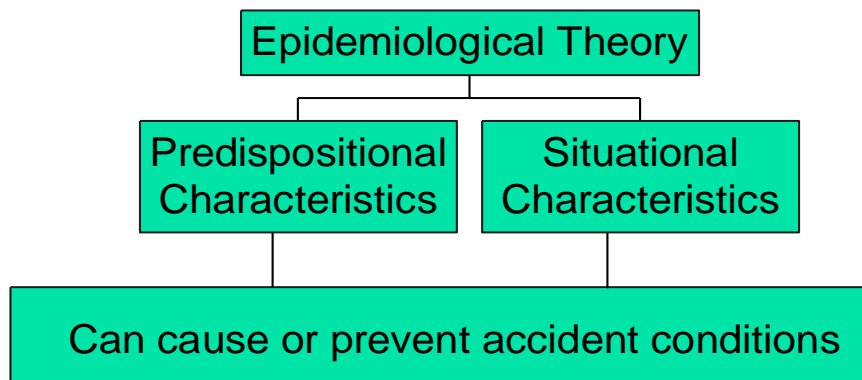 Epidemiological Theory
Predispositional
Characteristics
Situational
Characteristics
Can cause or prevent accident conditions